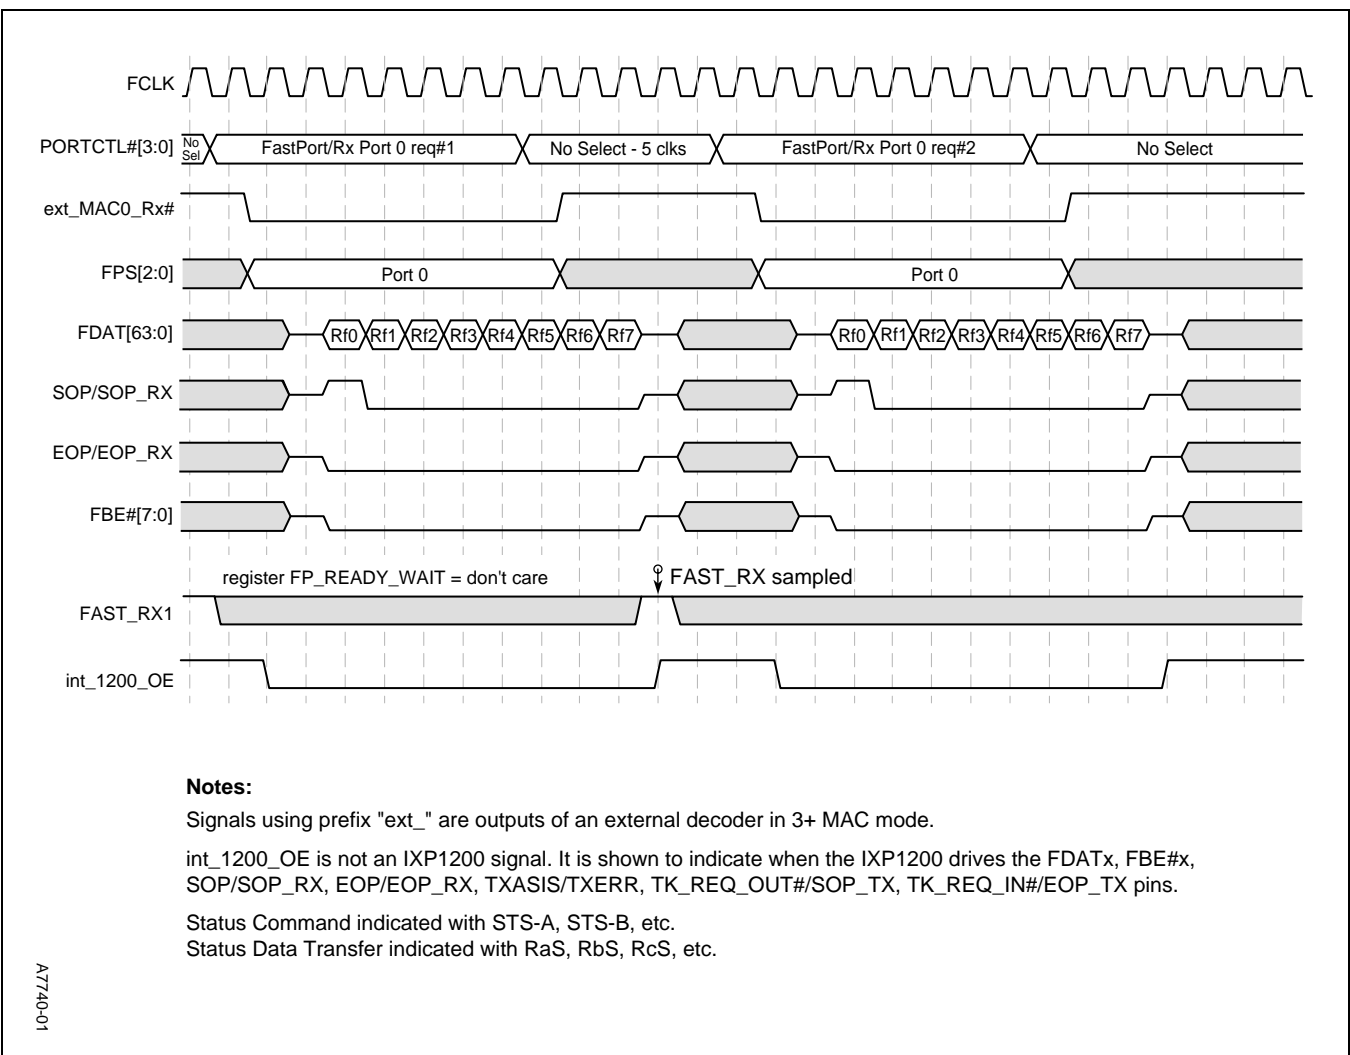 FCLK
PORTCTL#[3:0] No Sel FastPort/Rx Port 0 req#1 No Select - 5 clks FastPort/Rx Port 0 req#2 No Select
ext_MAC0_Rx#
FPS[2:0] Port 0 Port 0
FDAT[63:0] Rf0 Rf1 Rf2 Rf3 Rf4 Rf5 Rf6 Rf7 Rf0 Rf1 Rf2 Rf3 Rf4 Rf5 Rf6 Rf7
SOP/SOP_RX
EOP/EOP_RX
FBE#[7:0]
register FP_READY_WAIT = don't care FAST_RX sampled
FAST_RX1
int_1200_OE
Notes:
Signals using prefix "ext_" are outputs of an external decoder in 3+ MAC mode.
int_1200_OE is not an IXP1200 signal. It is shown to indicate when the IXP1200 drives the FDATx, FBE#x,
SOP/SOP_RX, EOP/EOP_RX, TXASIS/TXERR, TK_REQ_OUT#/SOP_TX, TK_REQ_IN#/EOP_TX pins.
Status Command indicated with STS-A, STS-B, etc.
Status Data Transfer indicated with RaS, RbS, RcS, etc.
A7740-01